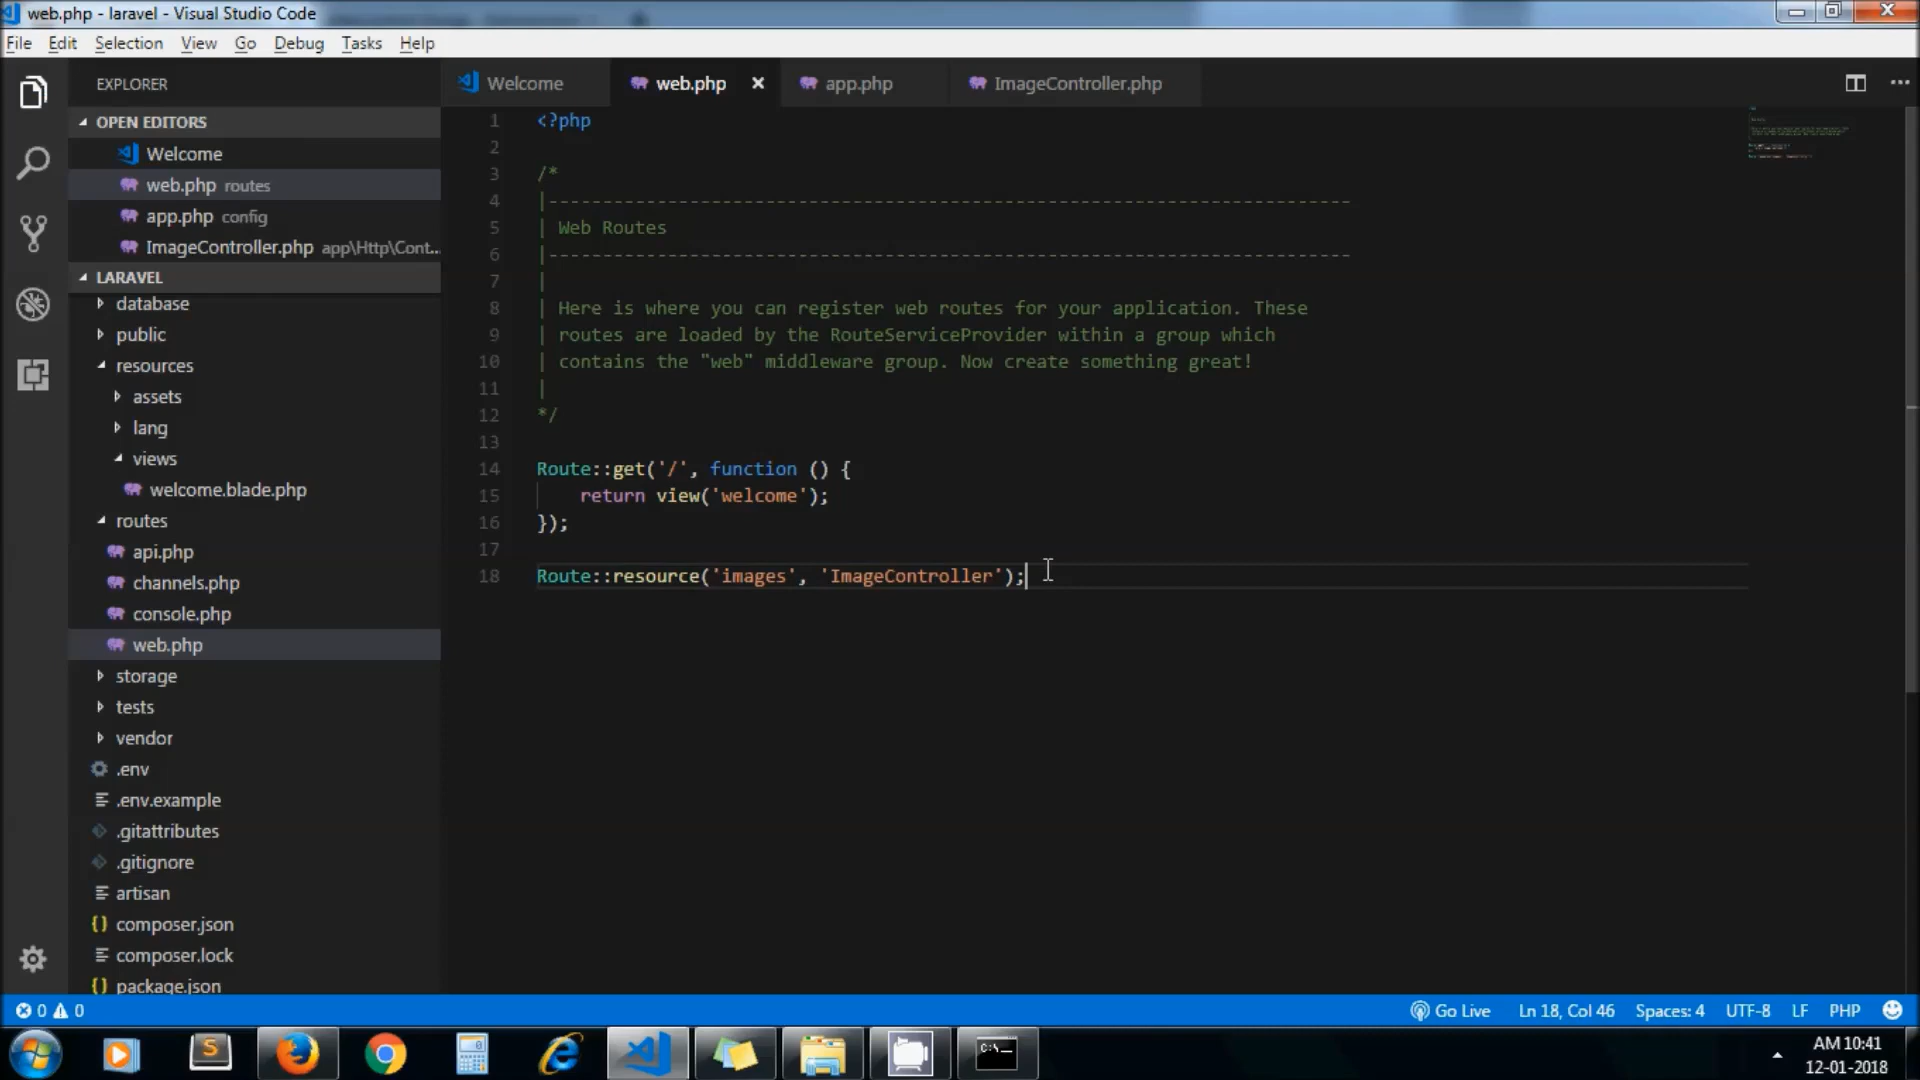 web.php - laravel - Visual Studio Code
File Edit Selection View Go Debug Tasks Help
EXPLORER
OPEN EDITORS
Welcome
web.php routes
app.php config
ImageController.php app\Http\Cont...
LARAVEL
database
public
resources
assets
lang
views
welcome.blade.php
routes
api.php
channels.php
console.php
web.php
storage
tests
vendor
.env
.env.example
.gitattributes
.gitignore
artisan
composer.json
composer.lock
package.json
Welcome web.php app.php ImageController.php
1 <?php
2
3 /*
4 |--------------------------------------------------------------------------
5 | Web Routes
6 |--------------------------------------------------------------------------
7 |
8 | Here is where you can register web routes for your application. These
9 | routes are loaded by the RouteServiceProvider within a group which
10 | contains the "web" middleware group. Now create something great!
11 |
12 */
13
14 Route::get('/', function () {
15 return view('welcome');
16 });
17
18 Route::resource('images', 'ImageController');
0 0
Go Live Ln 18, Col 46 Spaces: 4 UTF-8 LF PHP
C:\.
AM 10:41
12-01-2018